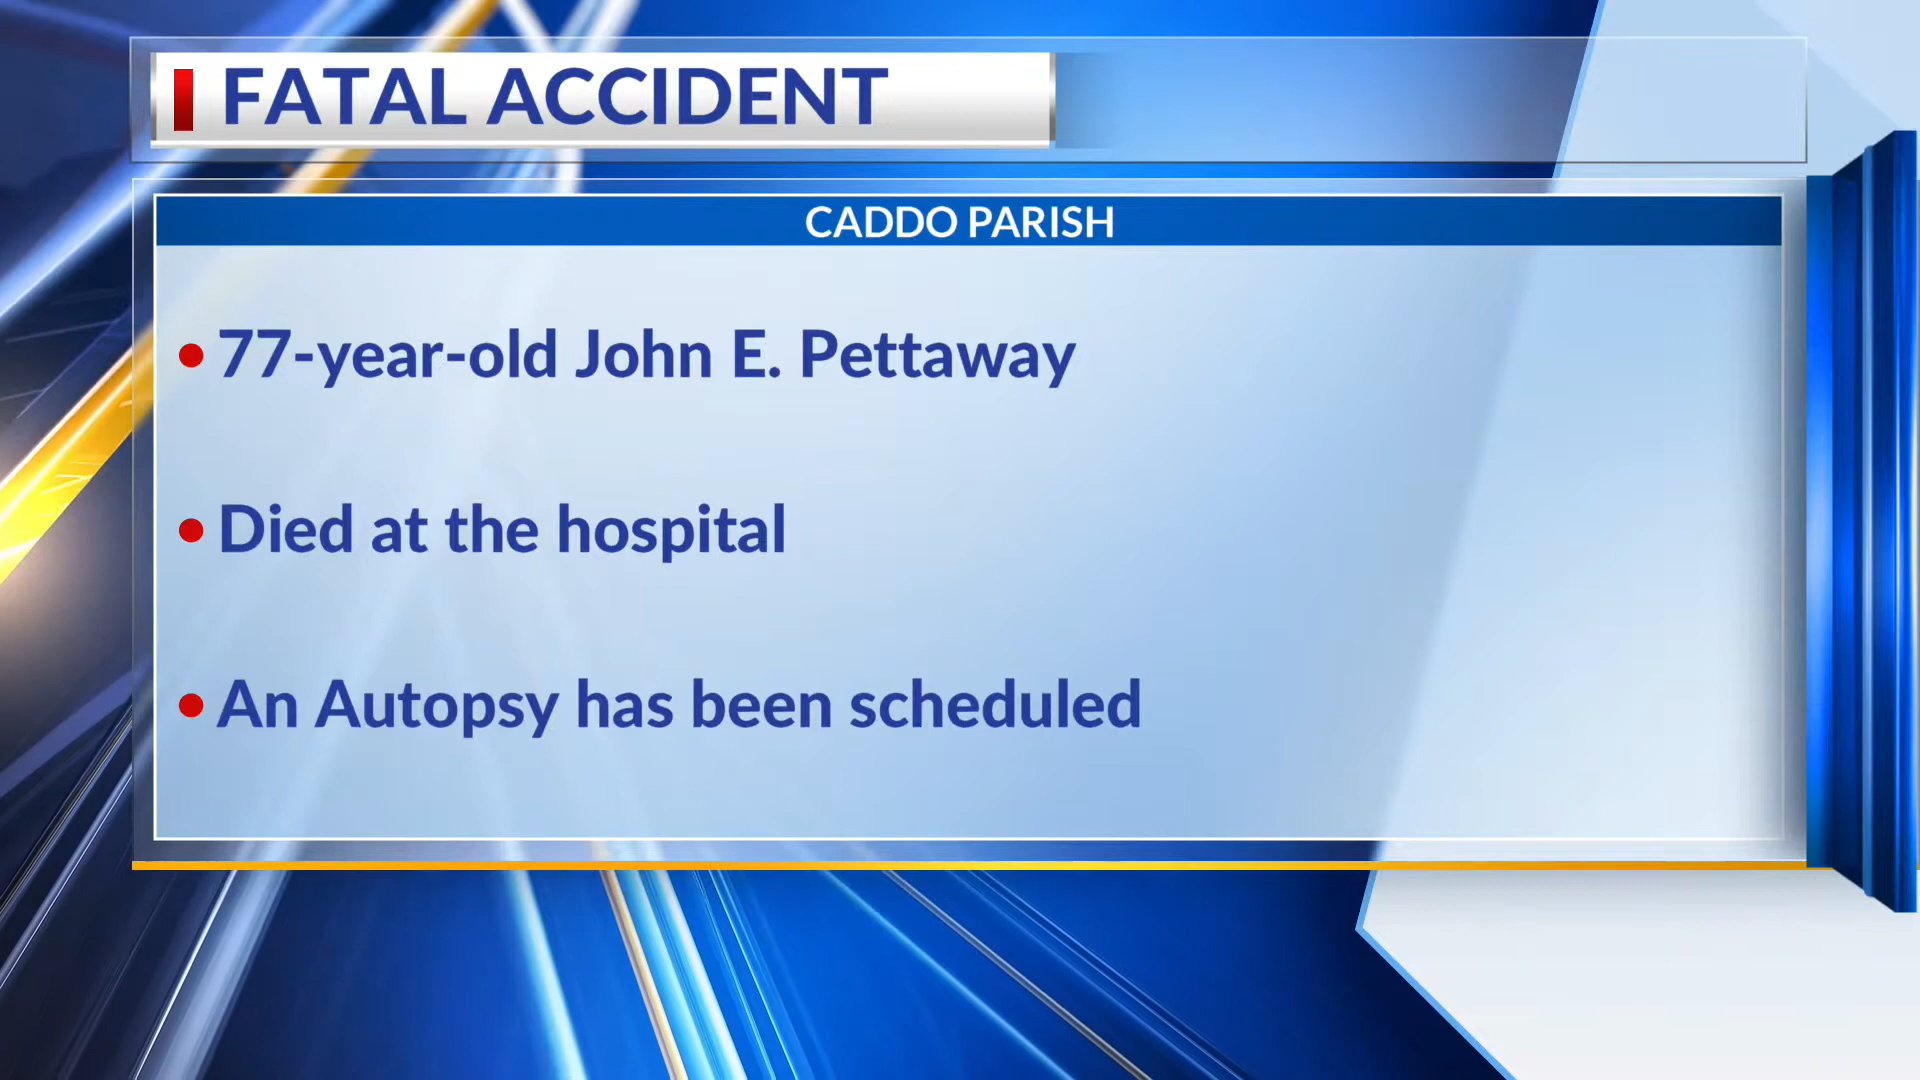 FATAL ACCIDENT
CADDO PARISH
• 77-year-old John E. Pettaway
• Died at the hospital
• An Autopsy has been scheduled